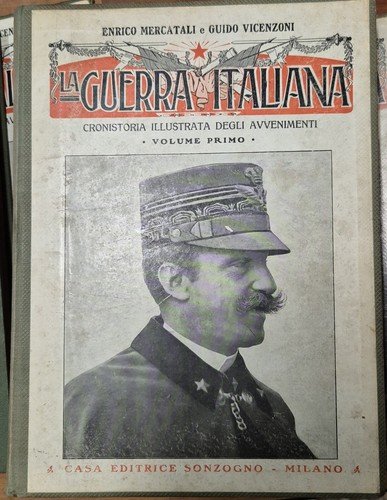 ENRICO MERCATALI e GUIDO VICENZONI
LA GUERRA ITALIANA
CRONISTORIA ILLUSTRATA DEGLI AVVENIMENTI
· VOLUME PRIMO ·
CASA EDITRICE SONZOGNO - MILANO